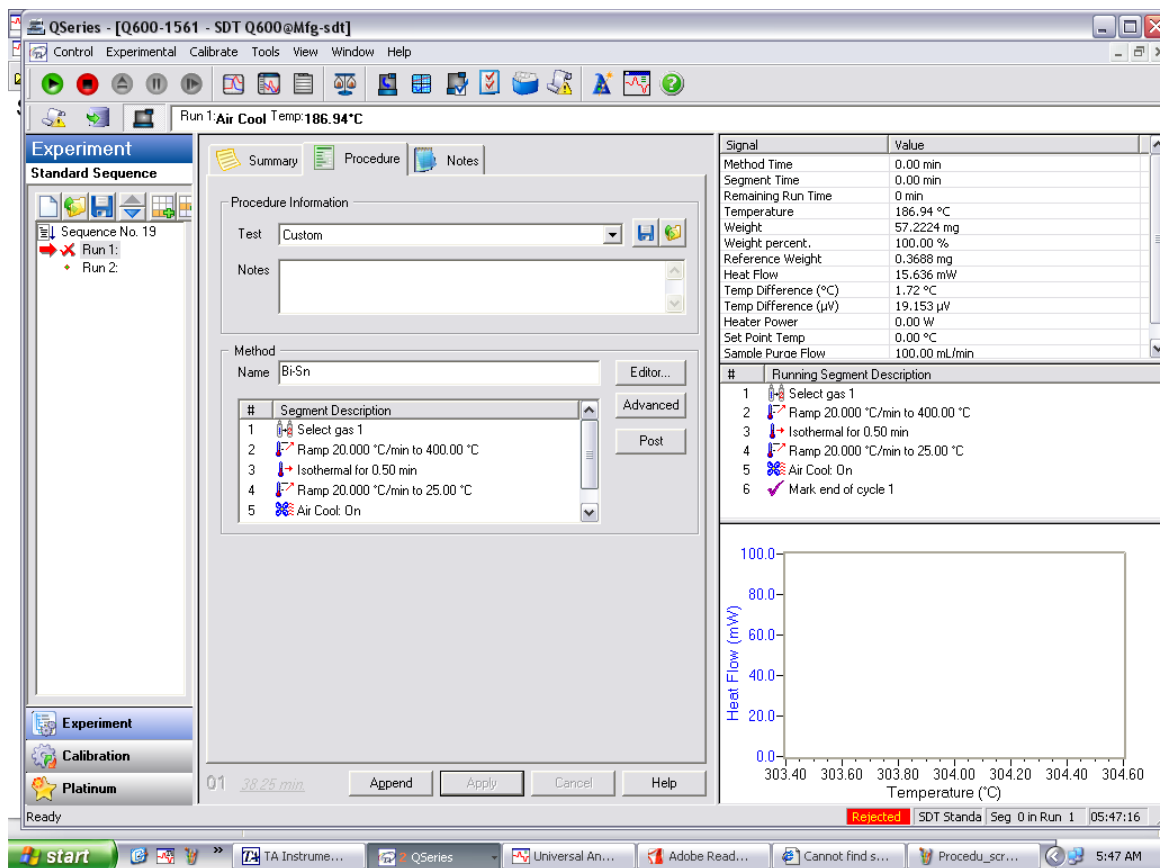 QSeries - [Q600-1561 - SDT Q600@Mfg-sdt]
Control Experimental Calibrate Tools View Window Help
Run 1:Air Cool Temp:186.94°C
Experiment
Standard Sequence
Sequence No. 19
Run 1:
Run 2:
Experiment
Calibration
Platinum
Summary Procedure Notes
Procedure Information
Test Custom
Notes
Method
Name Bi-Sn
Editor...
Advanced
Post
# Segment Description
1 Select gas 1
2 Ramp 20.000 °C/min to 400.00 °C
3 Isothermal for 0.50 min
4 Ramp 20.000 °C/min to 25.00 °C
5 Air Cool: On
01 38.25 min. Append Apply Cancel Help
Signal Value
Method Time 0.00 min
Segment Time 0.00 min
Remaining Run Time 0 min
Temperature 186.94 °C
Weight 57.2224 mg
Weight percent. 100.00 %
Reference Weight 0.3688 mg
Heat Flow 15.636 mW
Temp Difference (°C) 1.72 °C
Temp Difference (µV) 19.153 µV
Heater Power 0.00 W
Set Point Temp 0.00 °C
Sample Purge Flow 100.00 mL/min
# Running Segment Description
1 Select gas 1
2 Ramp 20.000 °C/min to 400.00 °C
3 Isothermal for 0.50 min
4 Ramp 20.000 °C/min to 25.00 °C
5 Air Cool: On
6 Mark end of cycle 1
100.0
80.0
60.0
40.0
20.0
0.0
Heat Flow (mW)
303.40 303.60 303.80 304.00 304.20 304.40 304.60
Temperature (°C)
Ready Rejected SDT Standa Seg 0 in Run 1 05:47:16
start » TA Instrume... 2 QSeries Universal An... Adobe Read... Cannot find s... Procedu_scr... 5:47 AM